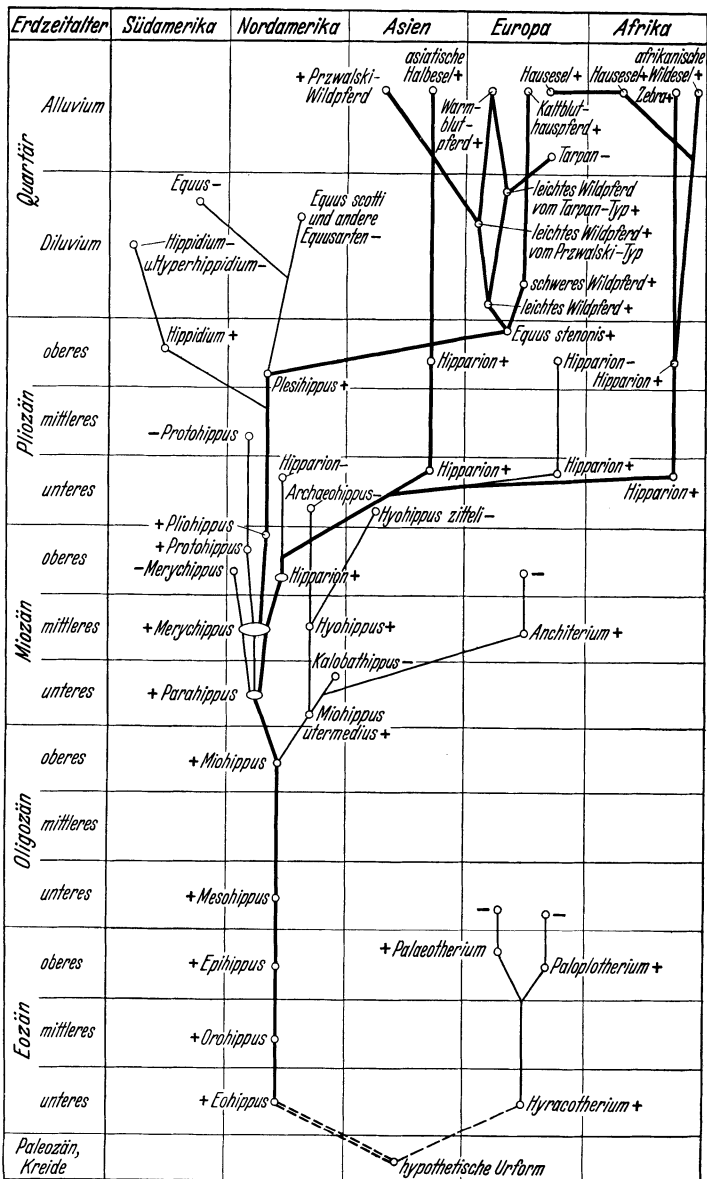 Erdzeitalter Südamerika Nordamerika Asien Europa Afrika
Quartär
Alluvium
+ Przwalski-
Wildpferd
asiatische
Halbesel +
Warm-
blut-
pferd +
Hausesel +
Kaltblut-
hauspferd +
Hausesel +
afrikanische
Wildesel +
Zebra +
Tarpan –
Diluvium
Equus –
Equus scotti
und andere
Equusarten –
Hippidium –
u. Hyperhippidium –
leichtes Wildpferd
vom Tarpan-Typ +
leichtes Wildpferd +
vom Przwalski-Typ
schweres Wildpferd +
leichtes Wildpferd +
Pliozän
oberes
Hippidium +
Equus stenonis +
Plesihippus +
Hipparion +
Hipparion –
Hipparion +
mittleres
– Protohippus
unteres
Hipparion –
Archaeohippus –
Hipparion +
Hipparion +
Hipparion +
Hyohippus zitteli –
Miozän
oberes
+ Pliohippus
+ Protohippus
– Merychippus
Hipparion +
–
mittleres
+ Merychippus
Hyohippus +
Anchiterium +
unteres
Kalobathippus –
+ Parahippus
Miohippus
utermedius +
Oligozän
oberes
+ Miohippus
mittleres
unteres
+ Mesohippus
–
–
Eozän
oberes
+ Epihippus
+ Palaeotherium
Paloplotherium +
mittleres
+ Orohippus
unteres
+ Eohippus
Hyracotherium +
Paleozän,
Kreide
hypothetische Urform